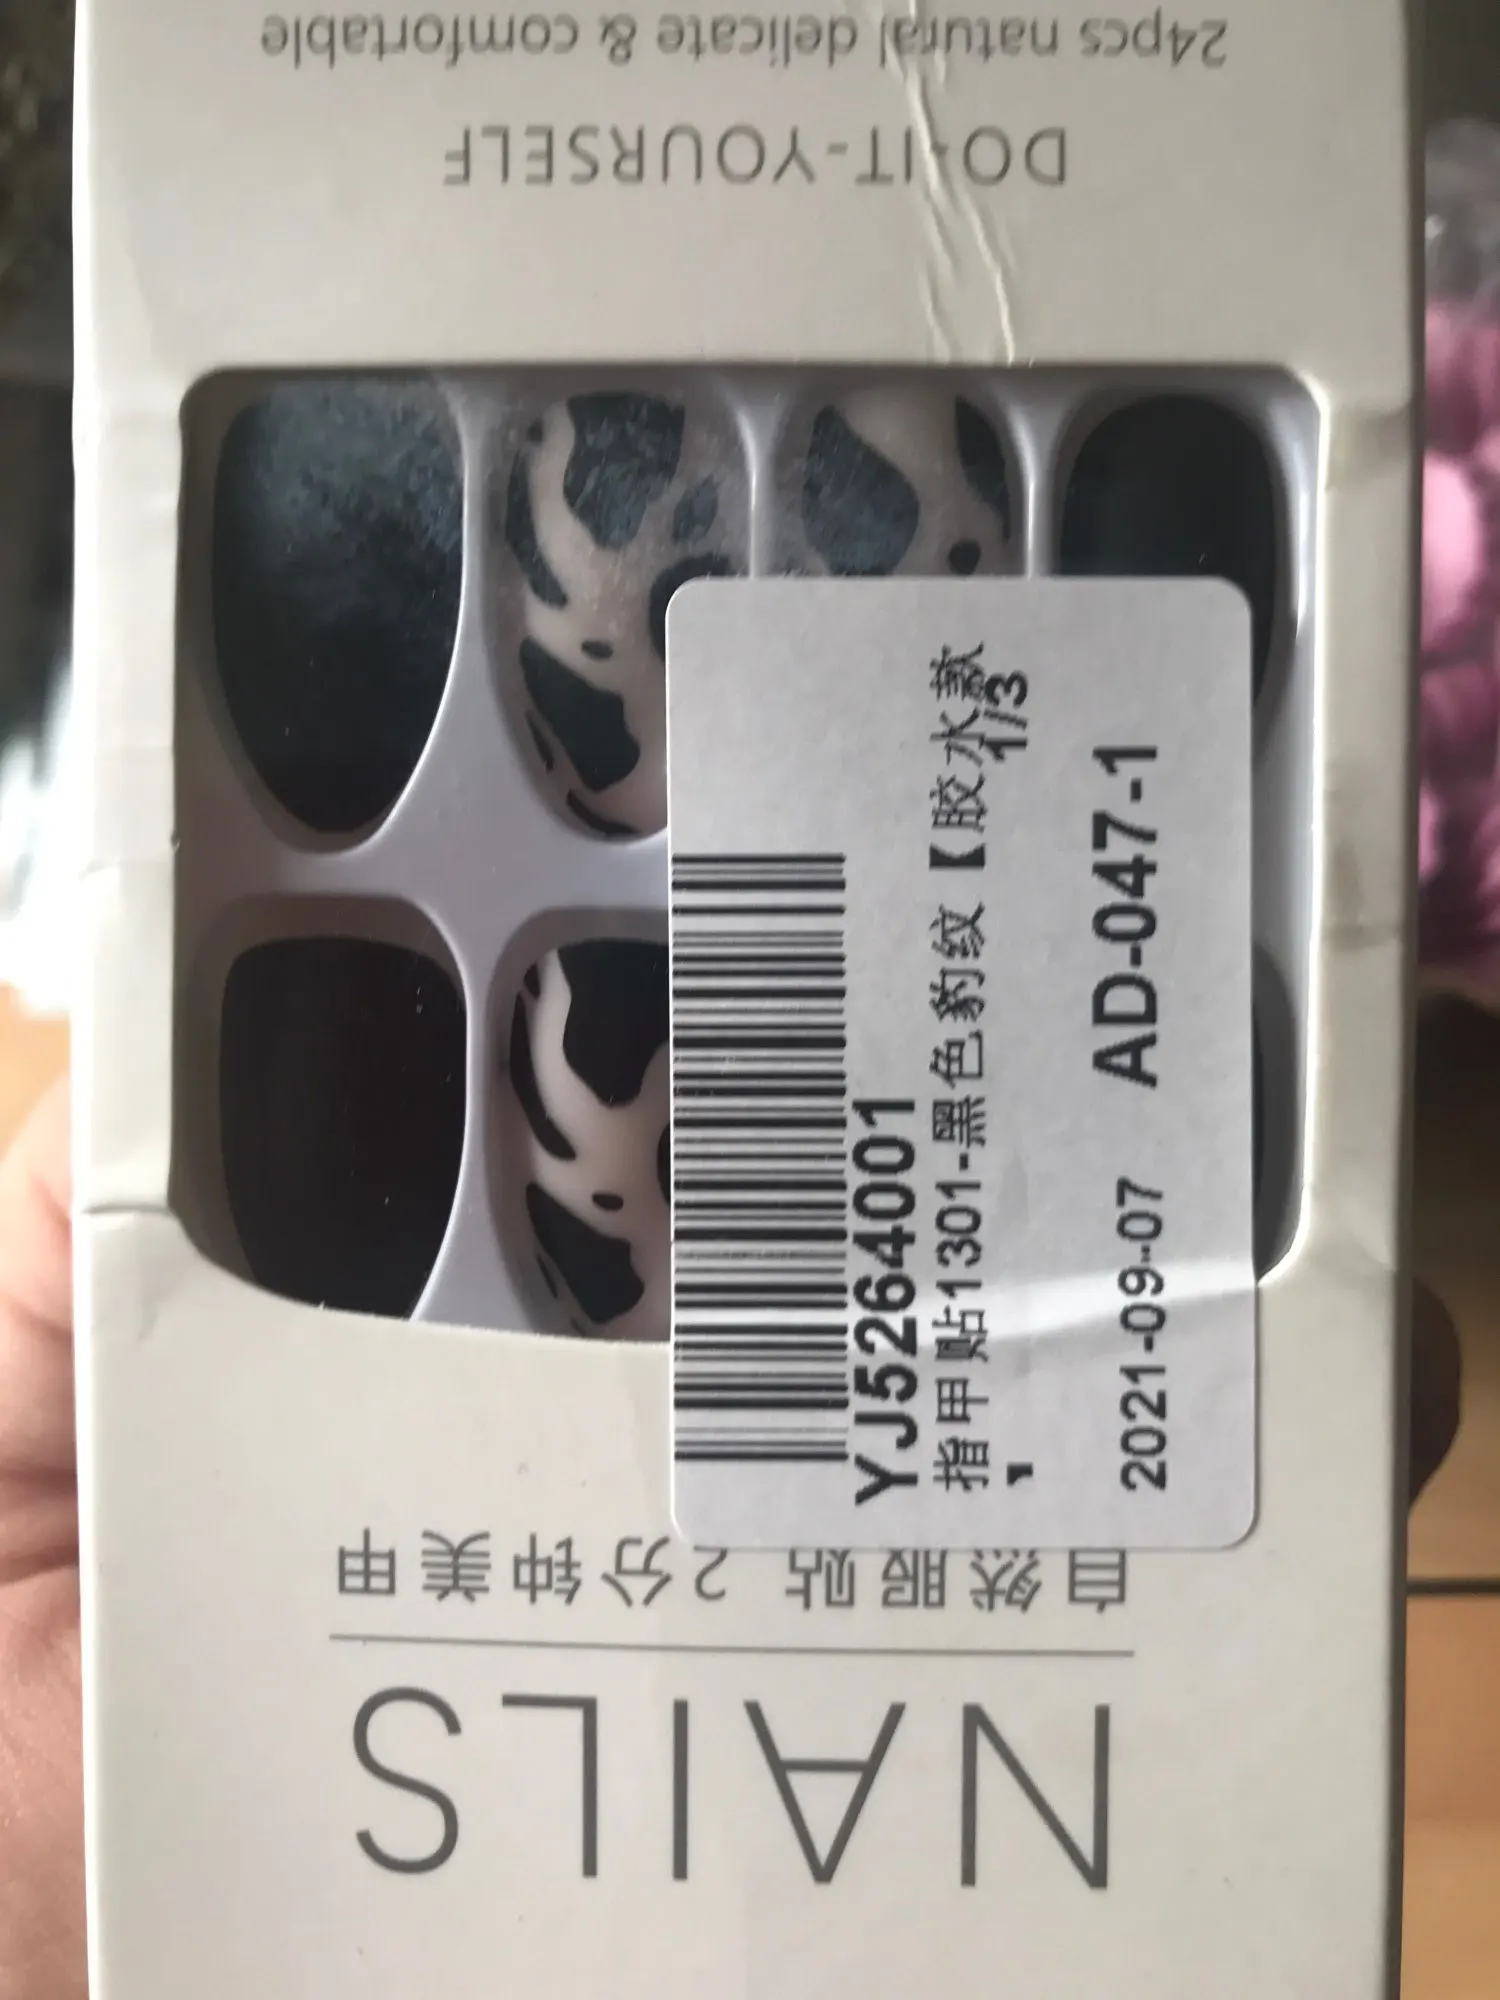 NAILS
自然服贴 2分钟美甲
YJ5264001
指甲贴1301-黑色豹纹【胶水款
】
1/3
2021-09-07 AD-047-1
DO-IT-YOURSELF
24pcs natural delicate & comfortable